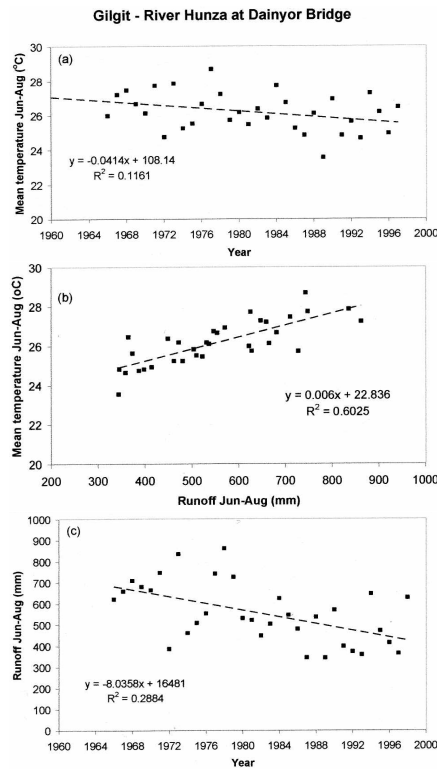 Gilgit - River Hunza at Dainyor Bridge
(a)
Mean temperature Jun-Aug (°C)
30
28
26
24
22
20
y = -0.0414x + 108.14
R² = 0.1161
1960 1964 1968 1972 1976 1980 1984 1988 1992 1996 2000
Year
(b)
Mean temperature Jun-Aug (oC)
30
28
26
24
22
20
y = 0.006x + 22.836
R² = 0.6025
200 300 400 500 600 700 800 900 1000
Runoff Jun-Aug (mm)
(c)
Runoff Jun-Aug (mm)
1000
900
800
700
600
500
400
300
200
100
0
y = -8.0358x + 16481
R² = 0.2884
1960 1964 1968 1972 1976 1980 1984 1988 1992 1996 2000
Year